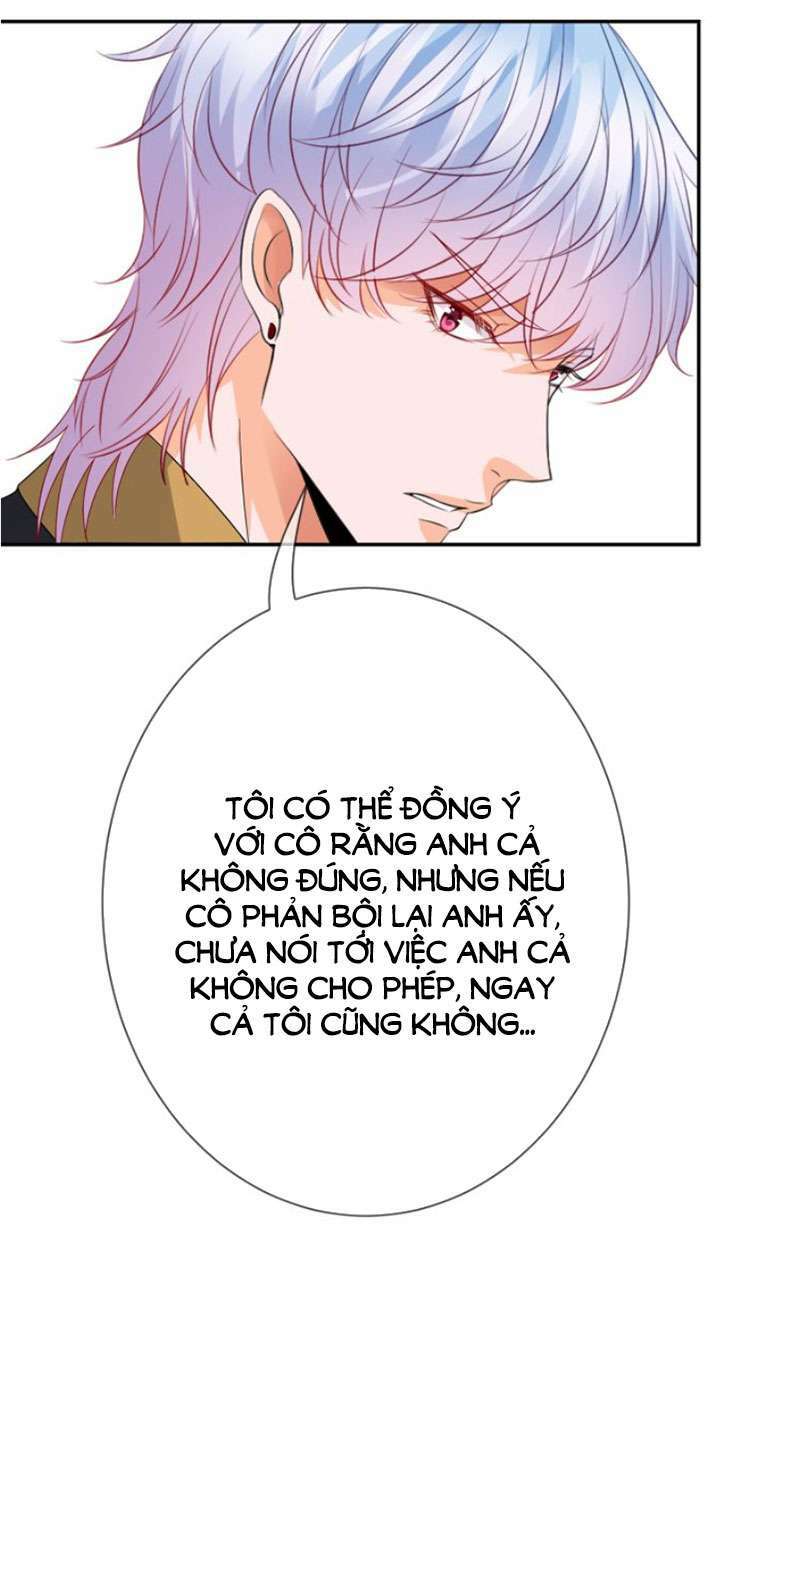 TÔI CÓ THỂ ĐỒNG Ý
VỚI CÔ RẰNG ANH CẢ
KHÔNG ĐÚNG, NHƯNG NẾU
CÔ PHẢN BỘI LẠI ANH ẤY,
CHƯA NÓI TỚI VIỆC ANH CẢ
KHÔNG CHO PHÉP, NGAY
CẢ TÔI CŨNG KHÔNG...